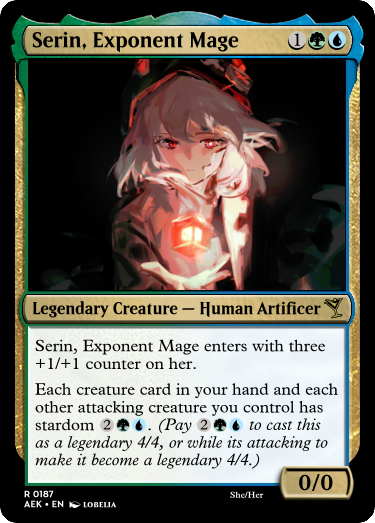 Serin, Exponent Mage 1
Legendary Creature — Human Artificer
Serin, Exponent Mage enters with three
+1/+1 counter on her.
Each creature card in your hand and each
other attacking creature you control has
stardom 2. (Pay 2 to cast this
as a legendary 4/4, or while its attacking to
make it become a legendary 4/4.)
0/0
R 0187
She/Her
AEK • EN LOBELIA